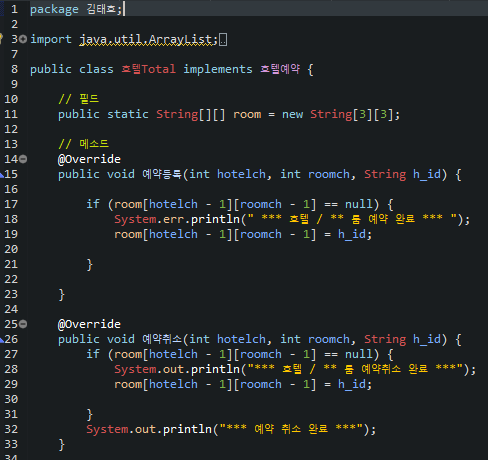 1 package 김태호;
2
3 import java.util.ArrayList;
7
8 public class 호텔Total implements 호텔예약 {
9
10 // 필드
11 public static String[][] room = new String[3][3];
12
13 // 메소드
14 @Override
15 public void 예약등록(int hotelch, int roomch, String h_id) {
16
17 if (room[hotelch - 1][roomch - 1] == null) {
18 System.err.println(" *** 호텔 / ** 룸 예약 완료 *** ");
19 room[hotelch - 1][roomch - 1] = h_id;
20
21 }
22
23 }
24
25 @Override
26 public void 예약취소(int hotelch, int roomch, String h_id) {
27 if (room[hotelch - 1][roomch - 1] == null) {
28 System.out.println("*** 호텔 / ** 룸 예약취소 완료 ***");
29 room[hotelch - 1][roomch - 1] = h_id;
30
31 }
32 System.out.println("*** 예약 취소 완료 ***");
33 }
34